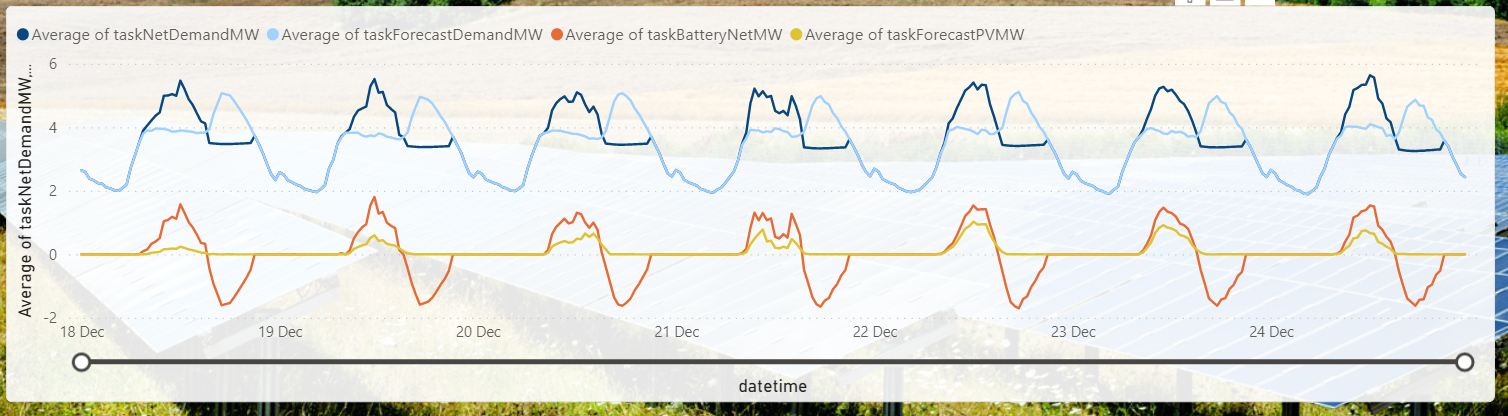 Average of taskNetDemandMW Average of taskForecastDemandMW Average of taskBatteryNetMW Average of taskForecastPVMW
Average of taskNetDemandMW,...
6
4
2
0
-2
18 Dec 19 Dec 20 Dec 21 Dec 22 Dec 23 Dec 24 Dec
datetime